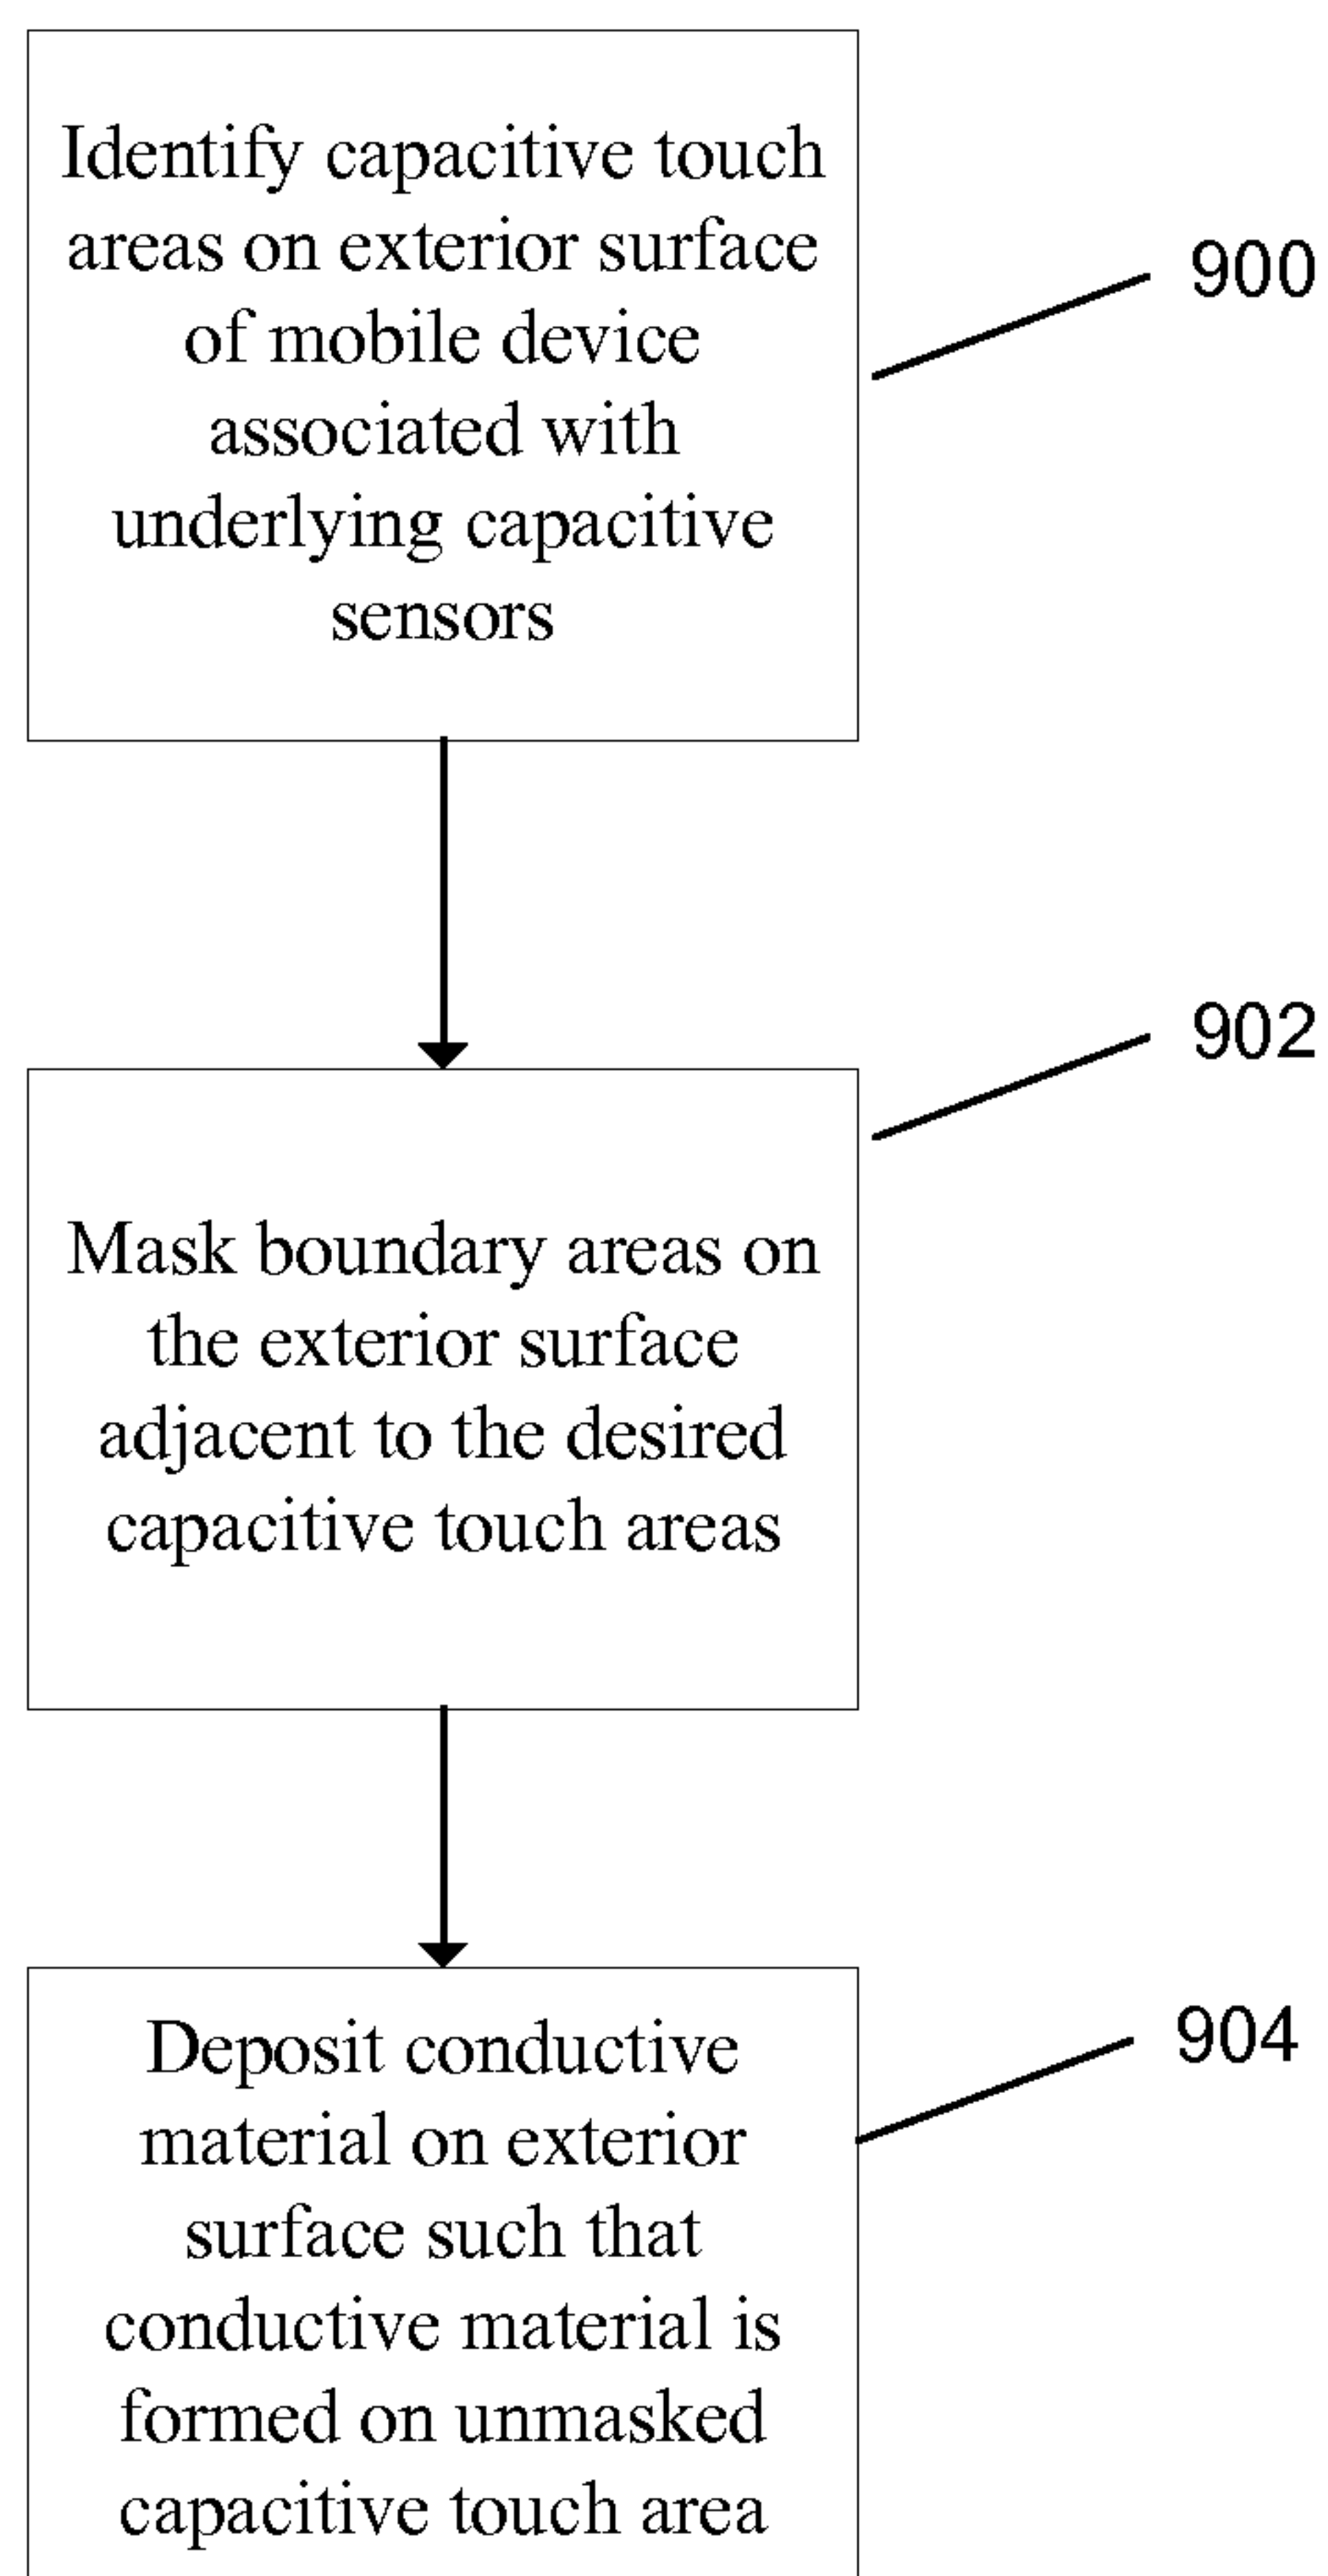 Identify capacitive touch
areas on exterior surface
of mobile device
associated with
underlying capacitive
sensors
900
Mask boundary areas on
the exterior surface
adjacent to the desired
capacitive touch areas
902
Deposit conductive
material on exterior
surface such that
conductive material is
formed on unmasked
capacitive touch area
904